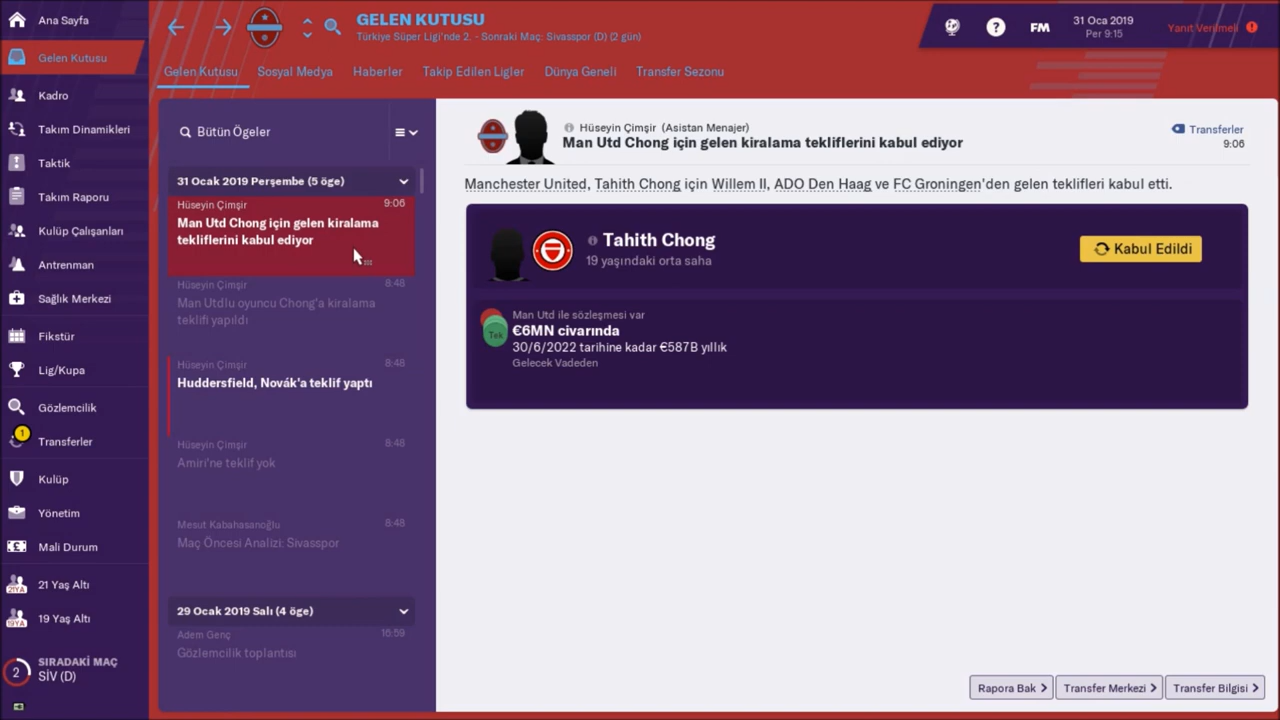 Ana Sayfa
Gelen Kutusu
Kadro
Takım Dinamikleri
Taktik
Takım Raporu
Kulüp Çalışanları
Antrenman
Sağlık Merkezi
Fikstür
Lig/Kupa
Gözlemcilik
1
Transferler
Kulüp
Yönetim
Mali Durum
21YA
21 Yaş Altı
19YA
19 Yaş Altı
2
SIRADAKİ MAÇ
SİV (D)
GELEN KUTUSU
Türkiye Süper Ligi'nde 2. - Sonraki Maç: Sivasspor (D) (2 gün)
?
FM
31 Oca 2019
Per 9:15
Yanıt Verilmeli
Gelen Kutusu
Sosyal Medya
Haberler
Takip Edilen Ligler
Dünya Geneli
Transfer Sezonu
Bütün Ögeler
31 Ocak 2019 Perşembe (5 öge)
Hüseyin Çimşir 9:06
Man Utd Chong için gelen kiralama
tekliflerini kabul ediyor
Hüseyin Çimşir 8:48
Man Utdlu oyuncu Chong'a kiralama
teklifi yapıldı
Hüseyin Çimşir 8:48
Huddersfield, Novák'a teklif yaptı
Hüseyin Çimşir 8:48
Amiri'ne teklif yok
Mesut Kabahasanoğlu 8:48
Maç Öncesi Analizi: Sivasspor
29 Ocak 2019 Salı (4 öge)
Adem Genç 16:59
Gözlemcilik toplantısı
Hüseyin Çimşir (Asistan Menajer)
Man Utd Chong için gelen kiralama tekliflerini kabul ediyor
Transferler
9:06
Manchester United, Tahith Chong için Willem II, ADO Den Haag ve FC Groningen'den gelen teklifleri kabul etti.
Tahith Chong
19 yaşındaki orta saha
Kabul Edildi
Tek
Man Utd ile sözleşmesi var
€6MN civarında
30/6/2022 tarihine kadar €587B yıllık
Gelecek Vadeden
Rapora Bak
Transfer Merkezi
Transfer Bilgisi